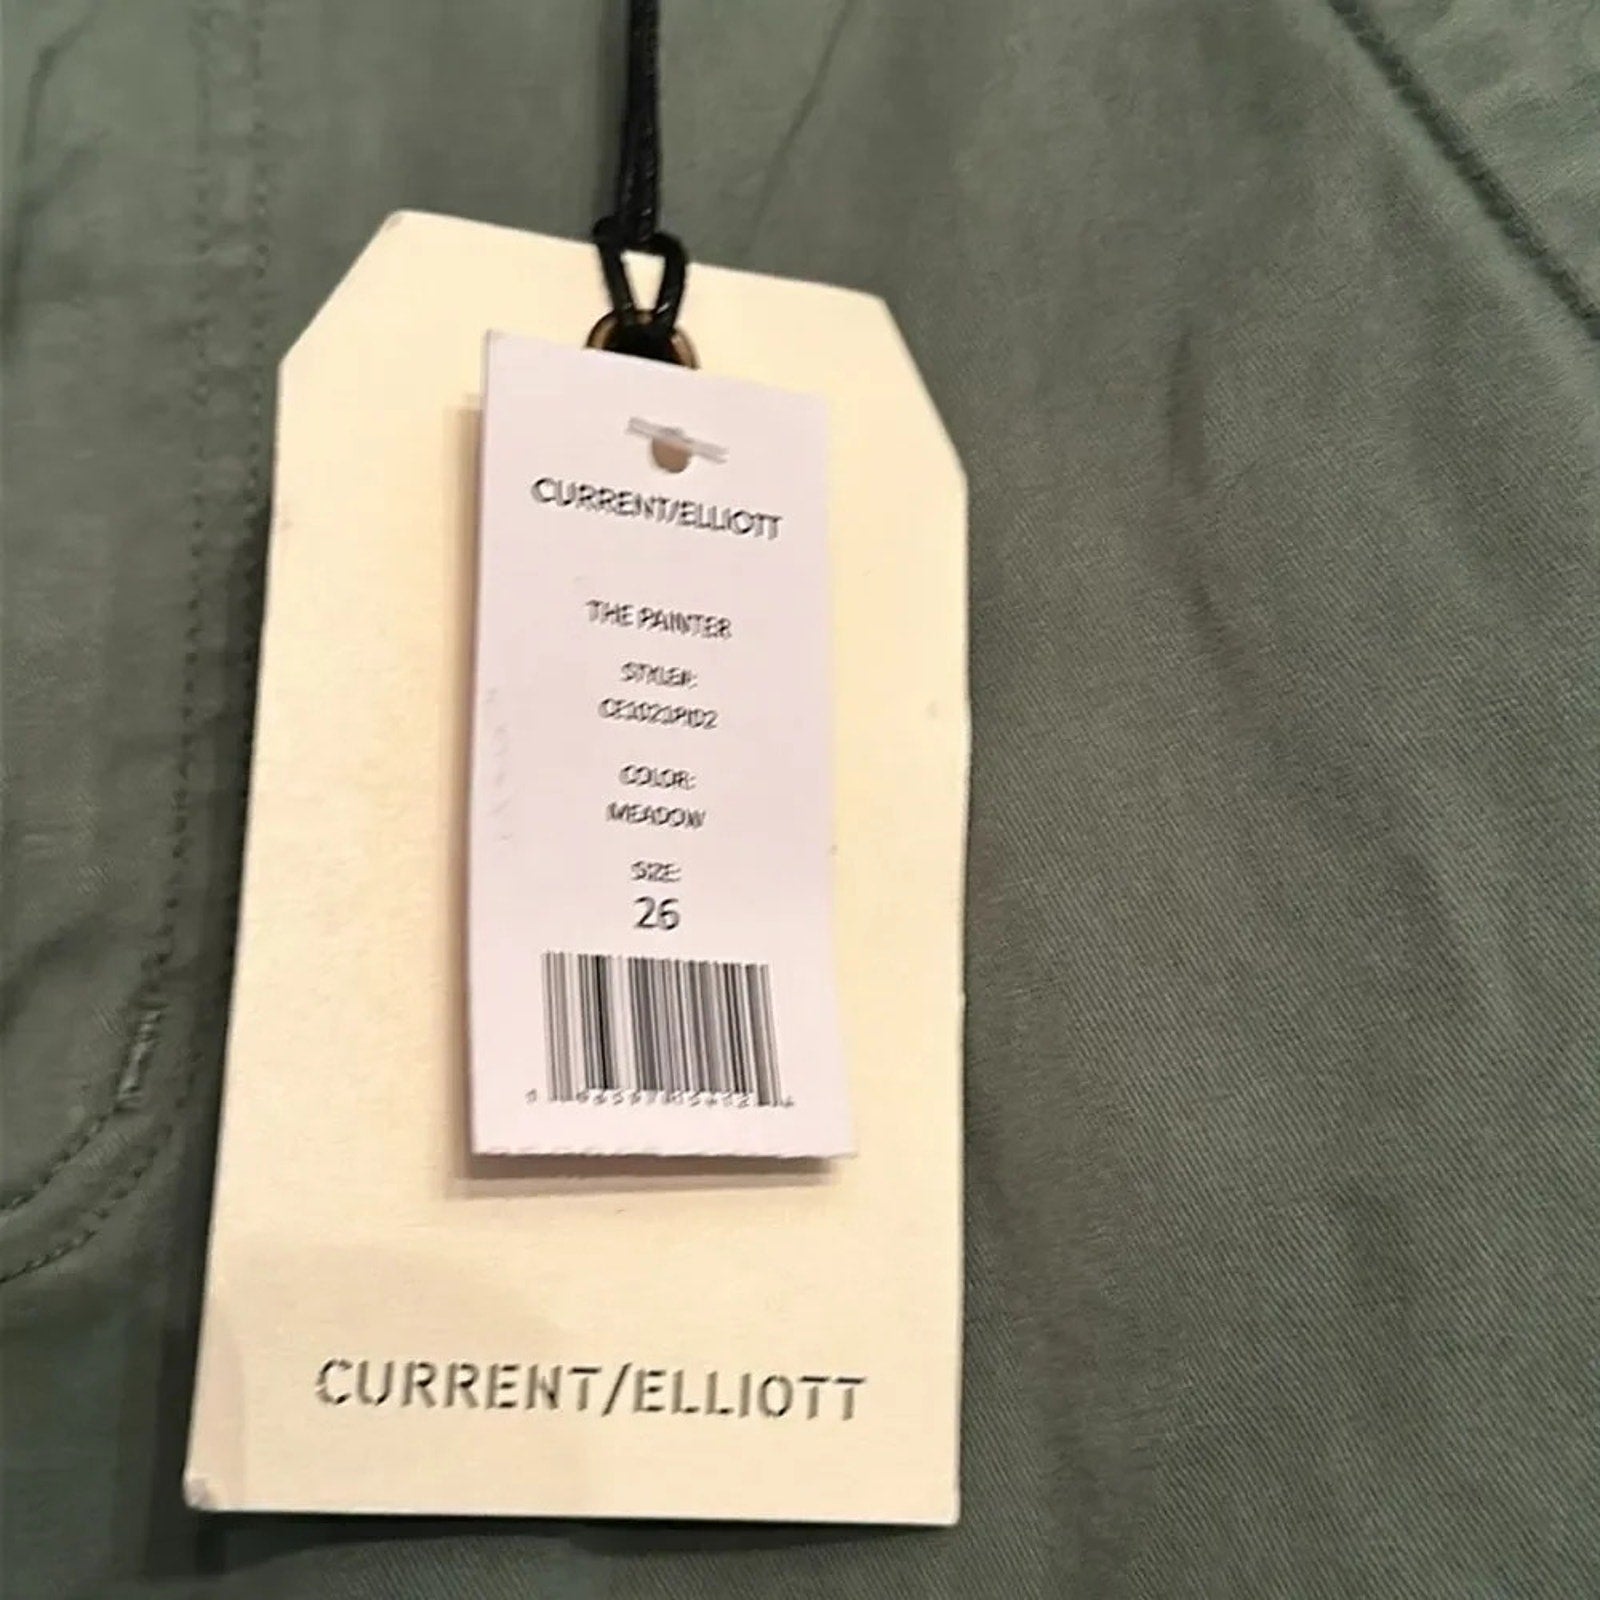 CURRENT/ELLIOTT
THE PAINTER
STYLE#:
COLOR:
MEADOW
SIZE:
26
CURRENT/ELLIOTT